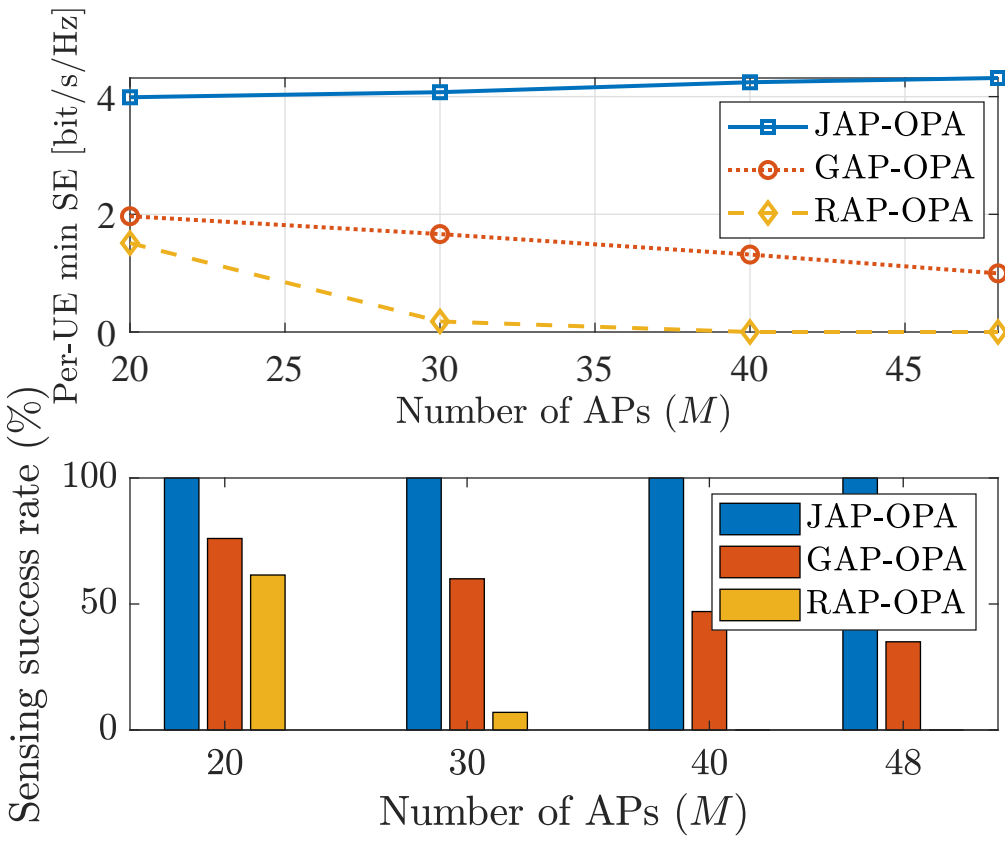 Per-UE min SE [bit/s/Hz]
4
2
0
JAP-OPA
GAP-OPA
RAP-OPA
20 25 30 35 40 45
Number of APs (M)
Sensing success rate (%)
100
50
0
JAP-OPA
GAP-OPA
RAP-OPA
20 30 40 48
Number of APs (M)